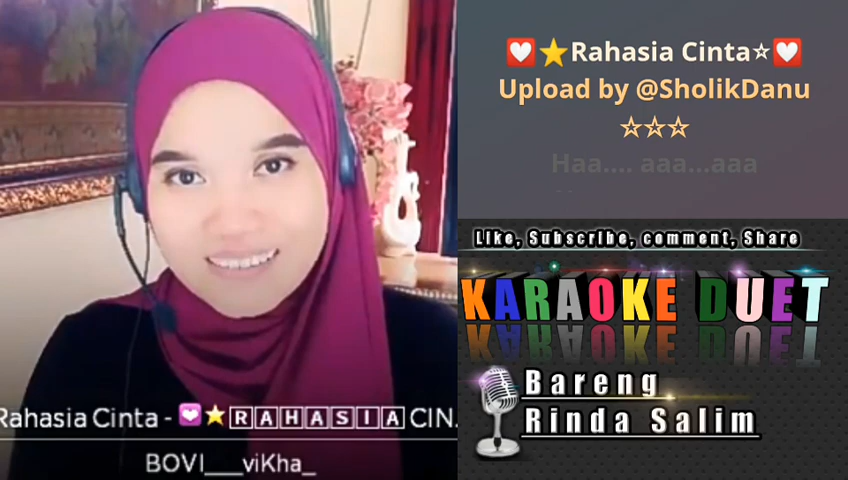 Rahasia Cinta - 💟⭐🅁🄰🄷🄰🅂🄸🄰 CIN.
BOVI___viKha_
💟⭐Rahasia Cinta⭐💟
Upload by @SholikDanu
☆☆☆
Haa.... aaa...aaa
Like, Subscribe, comment, Share
KARAOKE DUET
Bareng
Rinda Salim